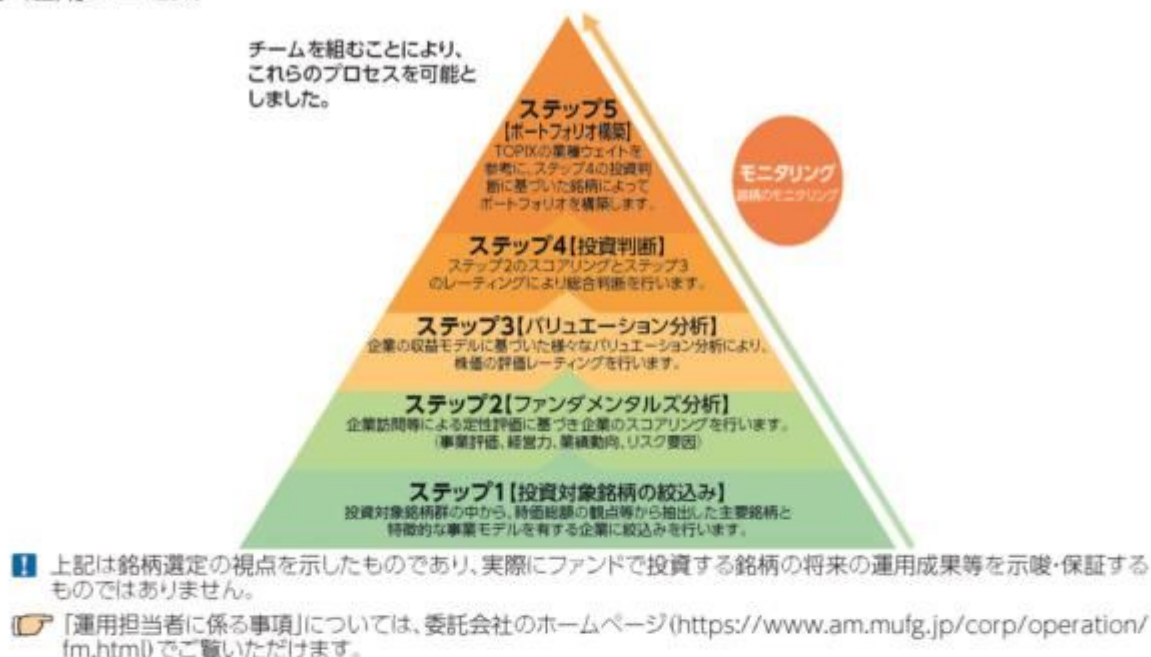 チームを組むことにより、
これらのプロセスを可能と
しました。
ステップ5
【ポートフォリオ構築】
TOPIXの業種ウェイトを
参考に、ステップ4の投資判
断に基づいた銘柄によって
ポートフォリオを構築します。
モニタリング
銘柄のモニタリング
ステップ4【投資判断】
ステップ2のスコアリングとステップ3
のレーティングにより総合判断を行います。
ステップ3【バリュエーション分析】
企業の収益モデルに基づいた様々なバリュエーション分析により、
株価の評価レーティングを行います。
ステップ2【ファンダメンタルズ分析】
企業訪問等による定性評価に基づき企業のスコアリングを行います。
(事業評価、経営力、業績動向、リスク要因)
ステップ1【投資対象銘柄の絞込み】
投資対象銘柄群の中から、時価総額の観点等から抽出した主要銘柄と
特徴的な事業モデルを有する企業に絞込みを行います。
! 上記は銘柄選定の視点を示したものであり、実際にファンドで投資する銘柄の将来の運用成果等を示唆・保証する
ものではありません。
「運用担当者に係る事項」については、委託会社のホームページ(https://www.am.mufg.jp/corp/operation/
fm.html)でご覧いただけます。